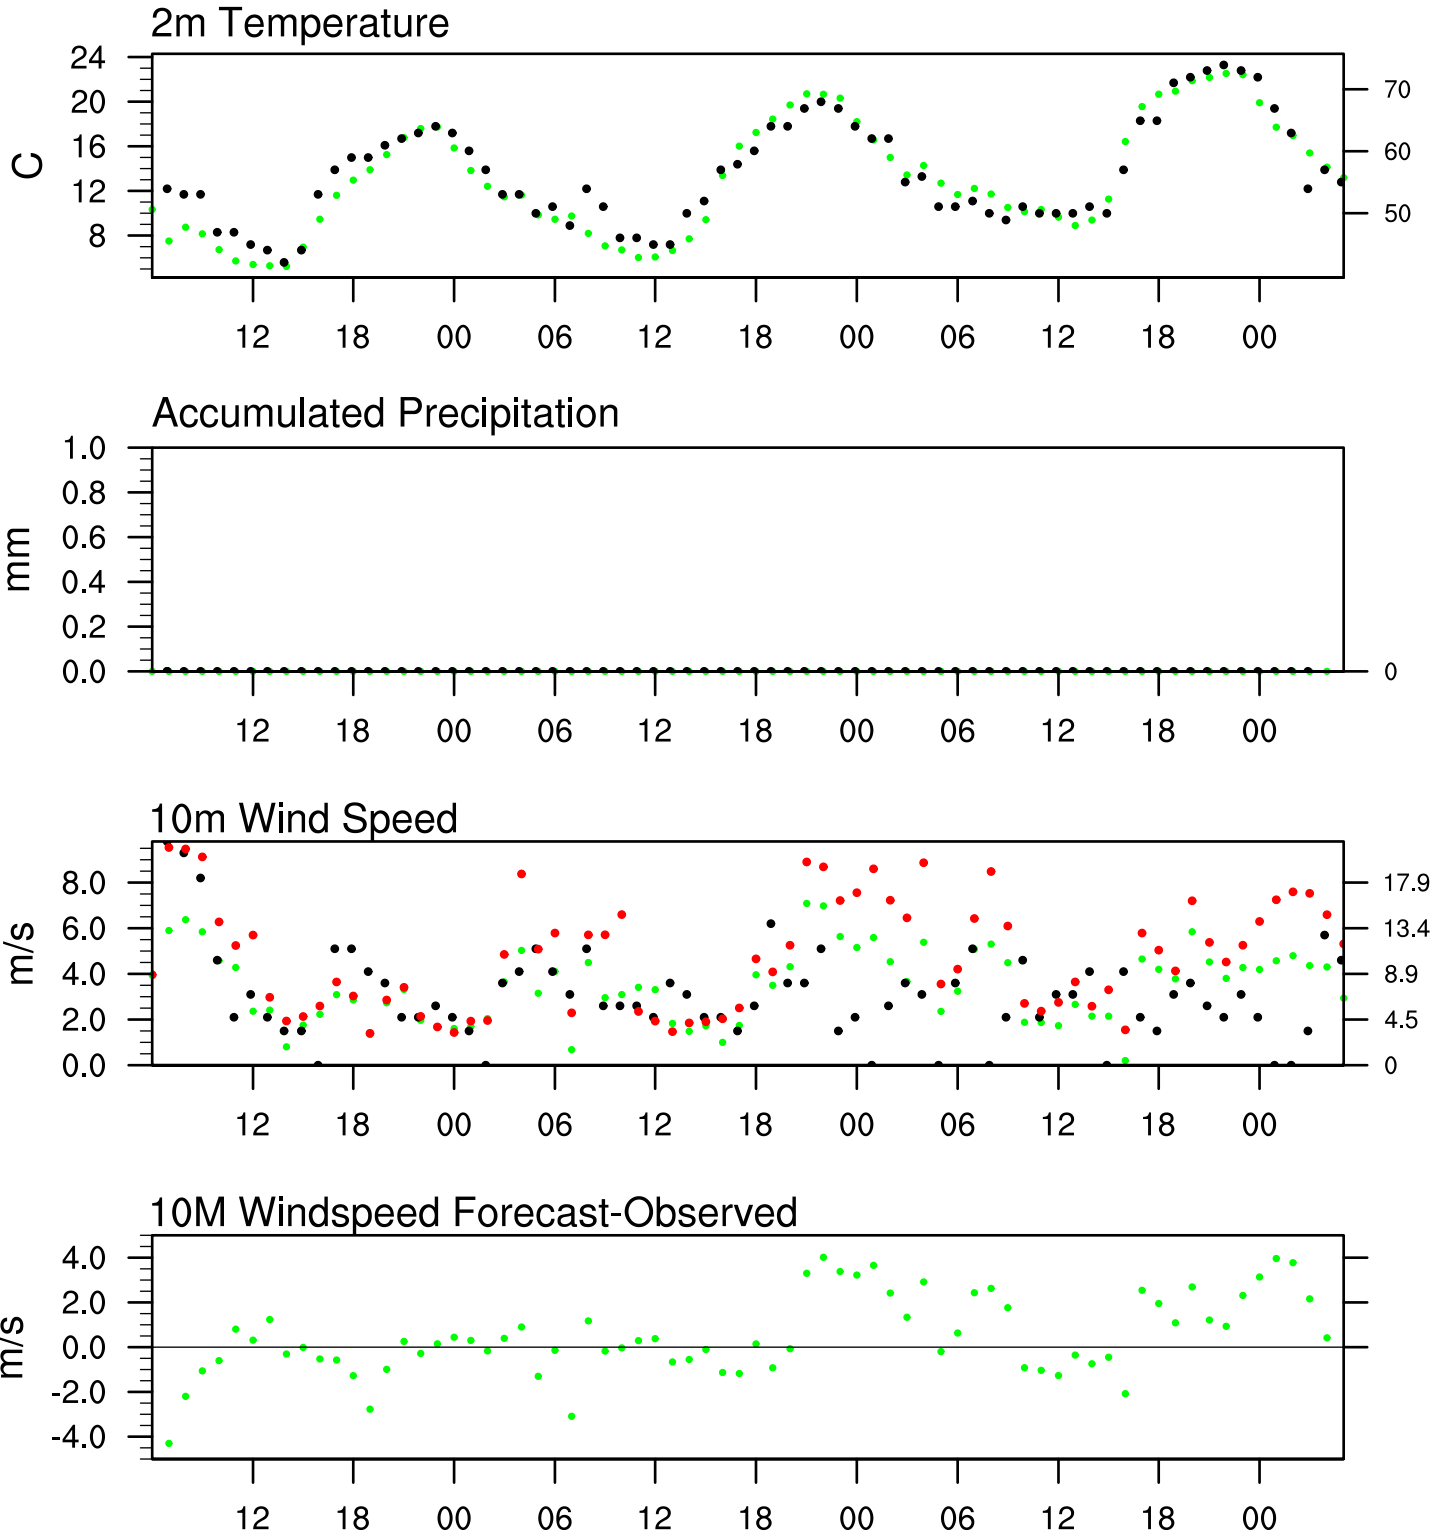 2m Temperature
24
20
16
12
8
C
70
60
50
12 18 00 06 12 18 00 06 12 18 00
Accumulated Precipitation
1.0
0.8
0.6
0.4
0.2
0.0
mm
0
12 18 00 06 12 18 00 06 12 18 00
10m Wind Speed
8.0
6.0
4.0
2.0
0.0
m/s
17.9
13.4
8.9
4.5
0
12 18 00 06 12 18 00 06 12 18 00
10M Windspeed Forecast-Observed
4.0
2.0
0.0
-2.0
-4.0
m/s
12 18 00 06 12 18 00 06 12 18 00